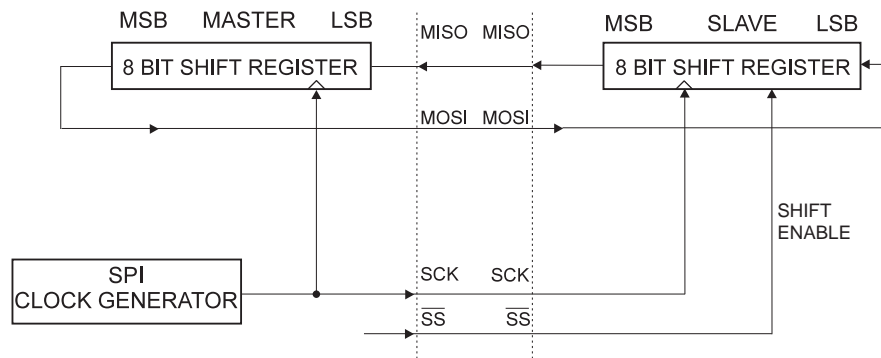 MSB MASTER LSB
MISO MISO
MSB SLAVE LSB
8 BIT SHIFT REGISTER
8 BIT SHIFT REGISTER
MOSI MOSI
SHIFT
ENABLE
SPI
CLOCK GENERATOR
SCK SCK
SS SS